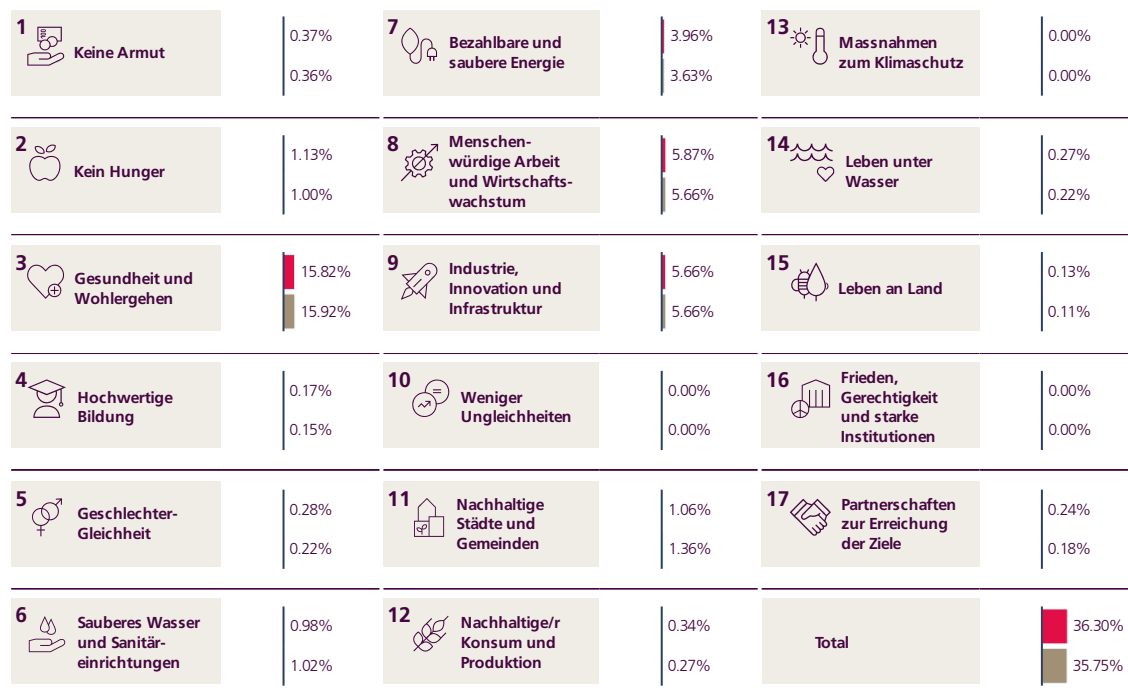 1
Keine Armut
0.37%
0.36%
2
Kein Hunger
1.13%
1.00%
3
Gesundheit und
Wohlergehen
15.82%
15.92%
4
Hochwertige
Bildung
0.17%
0.15%
5
Geschlechter-
Gleichheit
0.28%
0.22%
6
Sauberes Wasser
und Sanitär-
einrichtungen
0.98%
1.02%
7
Bezahlbare und
saubere Energie
3.96%
3.63%
8
Menschen-
würdige Arbeit
und Wirtschafts-
wachstum
5.87%
5.66%
9
Industrie,
Innovation und
Infrastruktur
5.66%
5.66%
10
Weniger
Ungleichheiten
0.00%
0.00%
11
Nachhaltige
Städte und
Gemeinden
1.06%
1.36%
12
Nachhaltige/r
Konsum und
Produktion
0.34%
0.27%
13
Massnahmen
zum Klimaschutz
0.00%
0.00%
14
Leben unter
Wasser
0.27%
0.22%
15
Leben an Land
0.13%
0.11%
16
Frieden,
Gerechtigkeit
und starke
Institutionen
0.00%
0.00%
17
Partnerschaften
zur Erreichung
der Ziele
0.24%
0.18%
Total
36.30%
35.75%